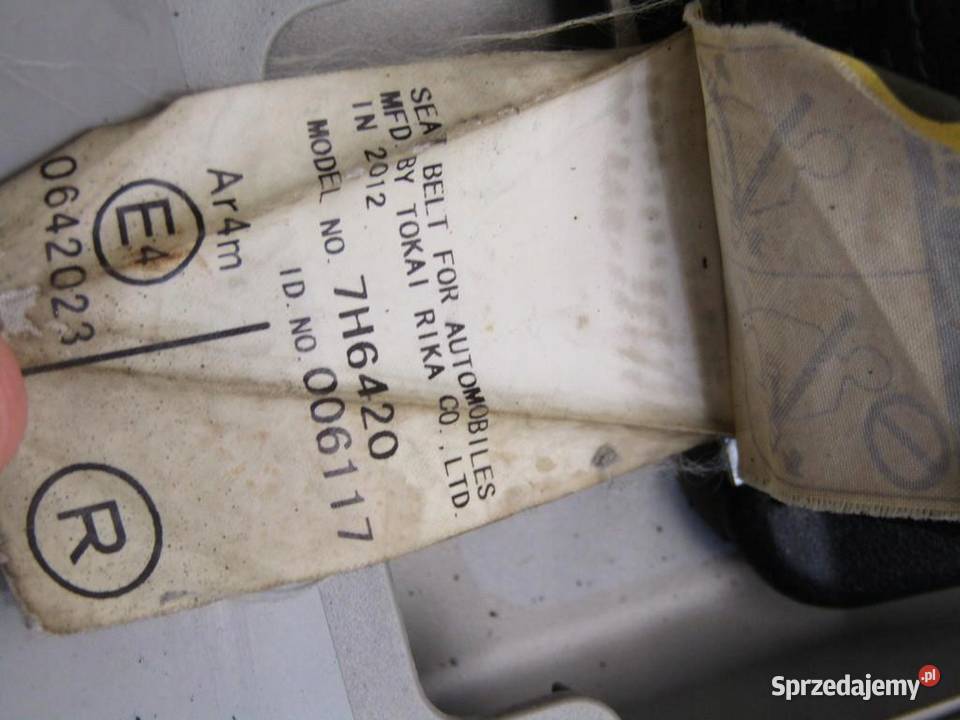 SEAT BELT FOR AUTOMOBILES
MFD. BY TOKAI RIKA CO.,LTD.
IN 2012
MODEL NO. 7H6420
ID.NO. 006117
Ar4m
E4
0642023
R
Sprzedajemy.pl